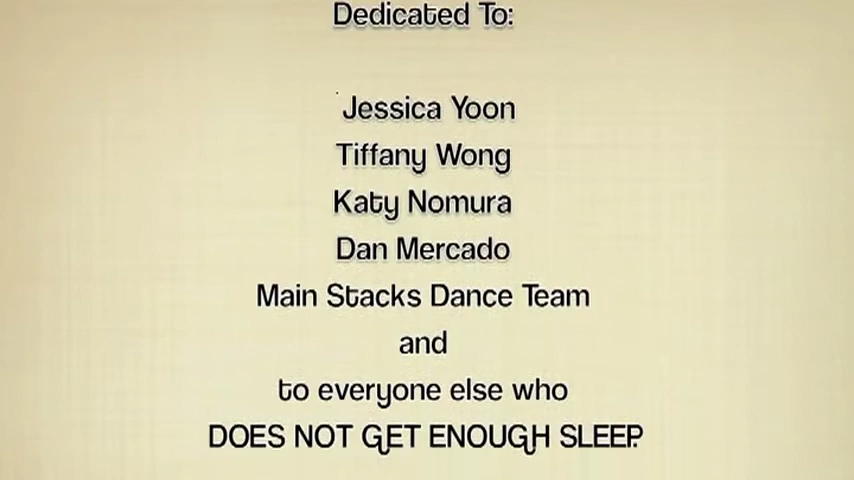 Dedicated To:
Jessica Yoon
Tiffany Wong
Katy Nomura
Dan Mercado
Main Stacks Dance Team
and
to everyone else who
DOES NOT GET ENOUGH SLEEP.